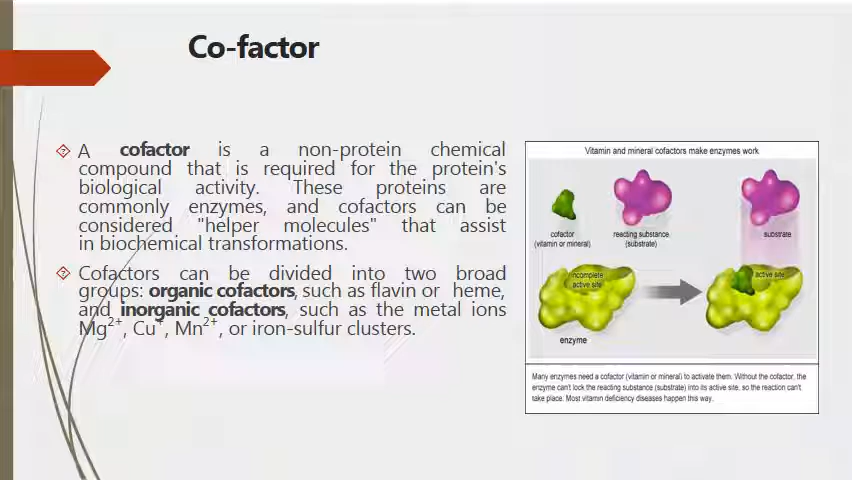 Co-factor
A cofactor is a non-protein chemical
compound that is required for the protein's
biological activity. These proteins are
commonly enzymes, and cofactors can be
considered "helper molecules" that assist
in biochemical transformations.
Cofactors can be divided into two broad
groups: organic cofactors, such as flavin or heme,
and inorganic cofactors, such as the metal ions
Mg²⁺, Cu⁺, Mn²⁺, or iron-sulfur clusters.
Vitamin and mineral cofactors make enzymes work
cofactor
(vitamin or mineral)
reacting substance
(substrate)
substrate
incomplete
active site
active site
enzyme
Many enzymes need a cofactor (vitamin or mineral) to activate them. Without the cofactor, the
enzyme can't lock the reacting substance (substrate) into its active site, so the reaction can't
take place. Most vitamin deficiency diseases happen this way.